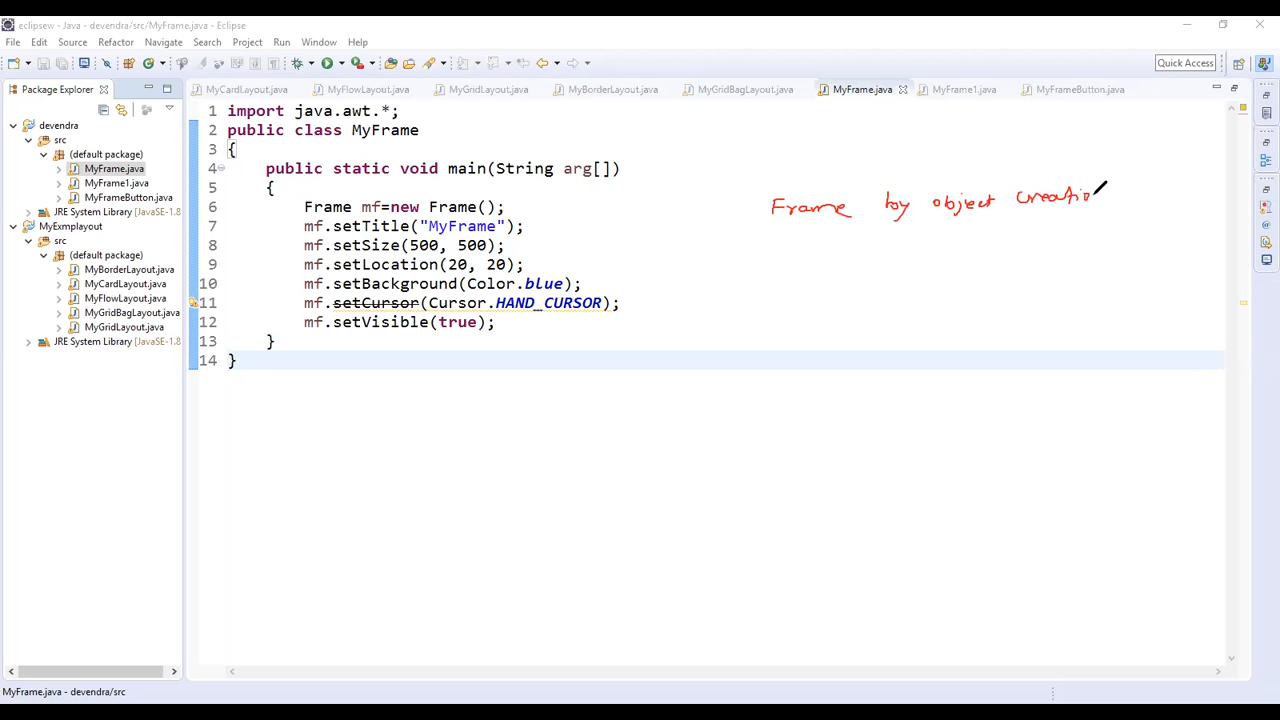 eclipsew - Java - devendra/src/MyFrame.java - Eclipse
File Edit Source Refactor Navigate Search Project Run Window Help
Quick Access
Package Explorer
MyCardLayout.java MyFlowLayout.java MyGridLayout.java MyBorderLayout.java MyGridBagLayout.java MyFrame.java MyFrame1.java MyFrameButton.java
devendra
src
(default package)
MyFrame.java
MyFrame1.java
MyFrameButton.java
JRE System Library [JavaSE-1.8
MyExmplayout
src
(default package)
MyBorderLayout.java
MyCardLayout.java
MyFlowLayout.java
MyGridBagLayout.java
MyGridLayout.java
JRE System Library [JavaSE-1.8
1 import java.awt.*;
2 public class MyFrame
3 {
4 public static void main(String arg[])
5 {
6 Frame mf=new Frame();
7 mf.setTitle("MyFrame");
8 mf.setSize(500, 500);
9 mf.setLocation(20, 20);
10 mf.setBackground(Color.blue);
11 mf.setCursor(Cursor.HAND_CURSOR);
12 mf.setVisible(true);
13 }
14 }
Frame by object creatio
MyFrame.java - devendra/src